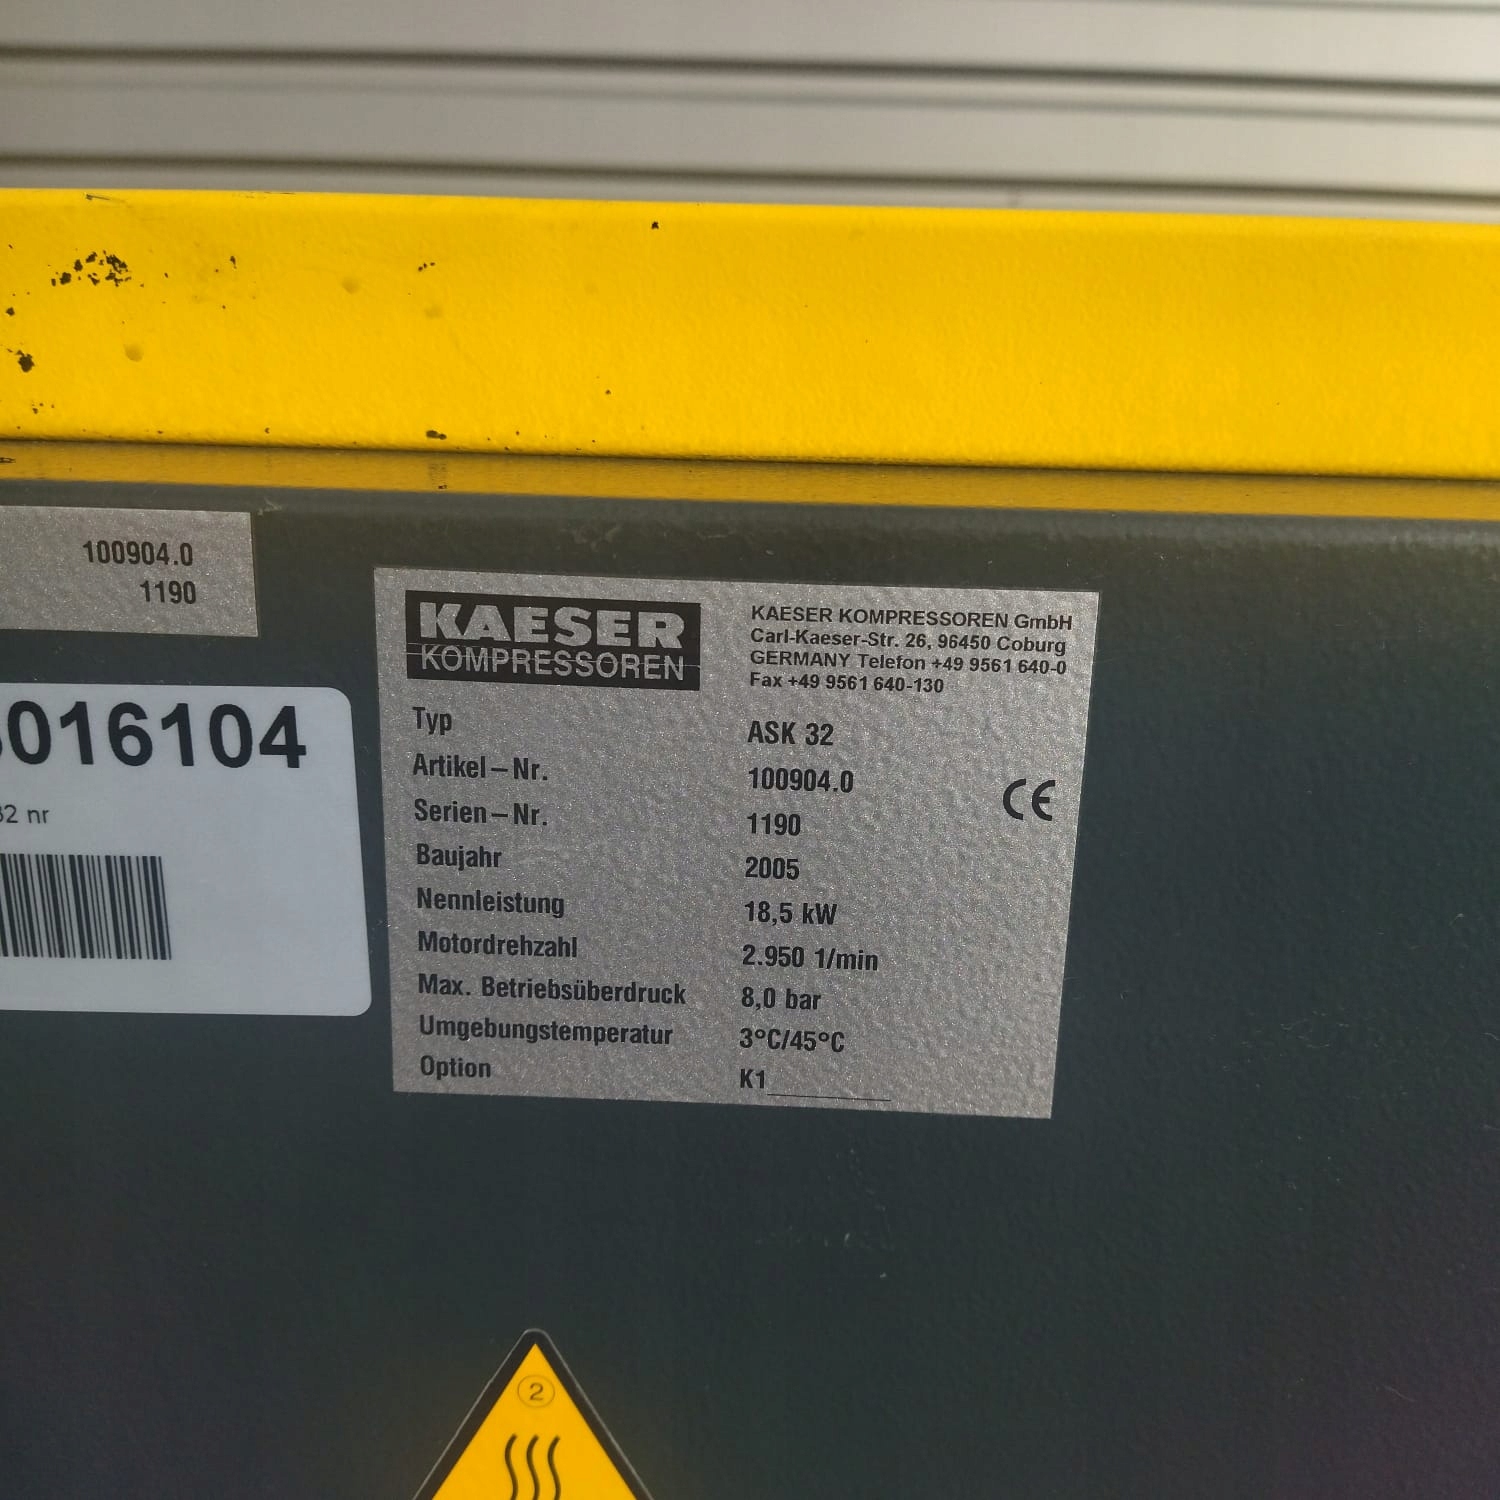 100904.0
1190
016104
32 nr
KAESER
KOMPRESSOREN
KAESER KOMPRESSOREN GmbH
Carl-Kaeser-Str. 26, 96450 Coburg
GERMANY Telefon +49 9561 640-0
Fax +49 9561 640-130
Typ ASK 32
Artikel–Nr. 100904.0
Serien–Nr. 1190
Baujahr 2005
Nennleistung 18,5 kW
Motordrehzahl 2.950 1/min
Max. Betriebsüberdruck 8,0 bar
Umgebungstemperatur 3°C/45°C
Option K1
CE
2